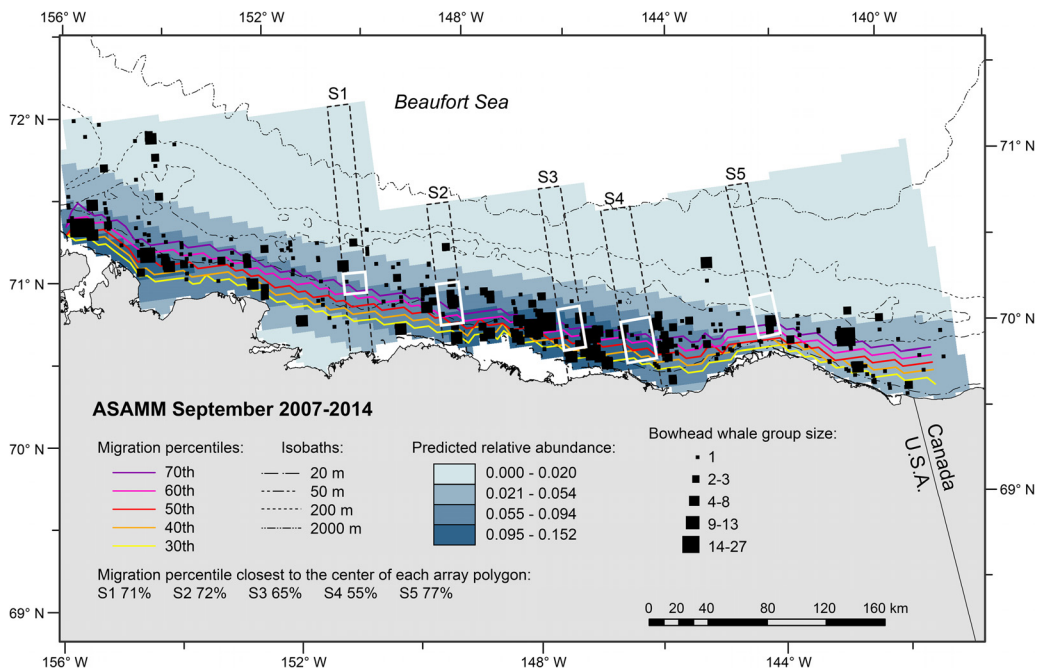 156° W 152° W 148° W 144° W 140° W
S1
Beaufort Sea
72° N
71° N
S2 S3 S4 S5
71° N
70° N
ASAMM September 2007-2014
70° N
69° N
69° N
Migration percentiles:
70th
60th
50th
40th
30th
Isobaths:
20 m
50 m
200 m
2000 m
Predicted relative abundance:
0.000 - 0.020
0.021 - 0.054
0.055 - 0.094
0.095 - 0.152
Bowhead whale group size:
1
2-3
4-8
9-13
14-27
Canada
U.S.A.
Migration percentile closest to the center of each array polygon:
S1 71% S2 72% S3 65% S4 55% S5 77%
0 20 40 80 120 160 km
156° W 152° W 148° W 144° W